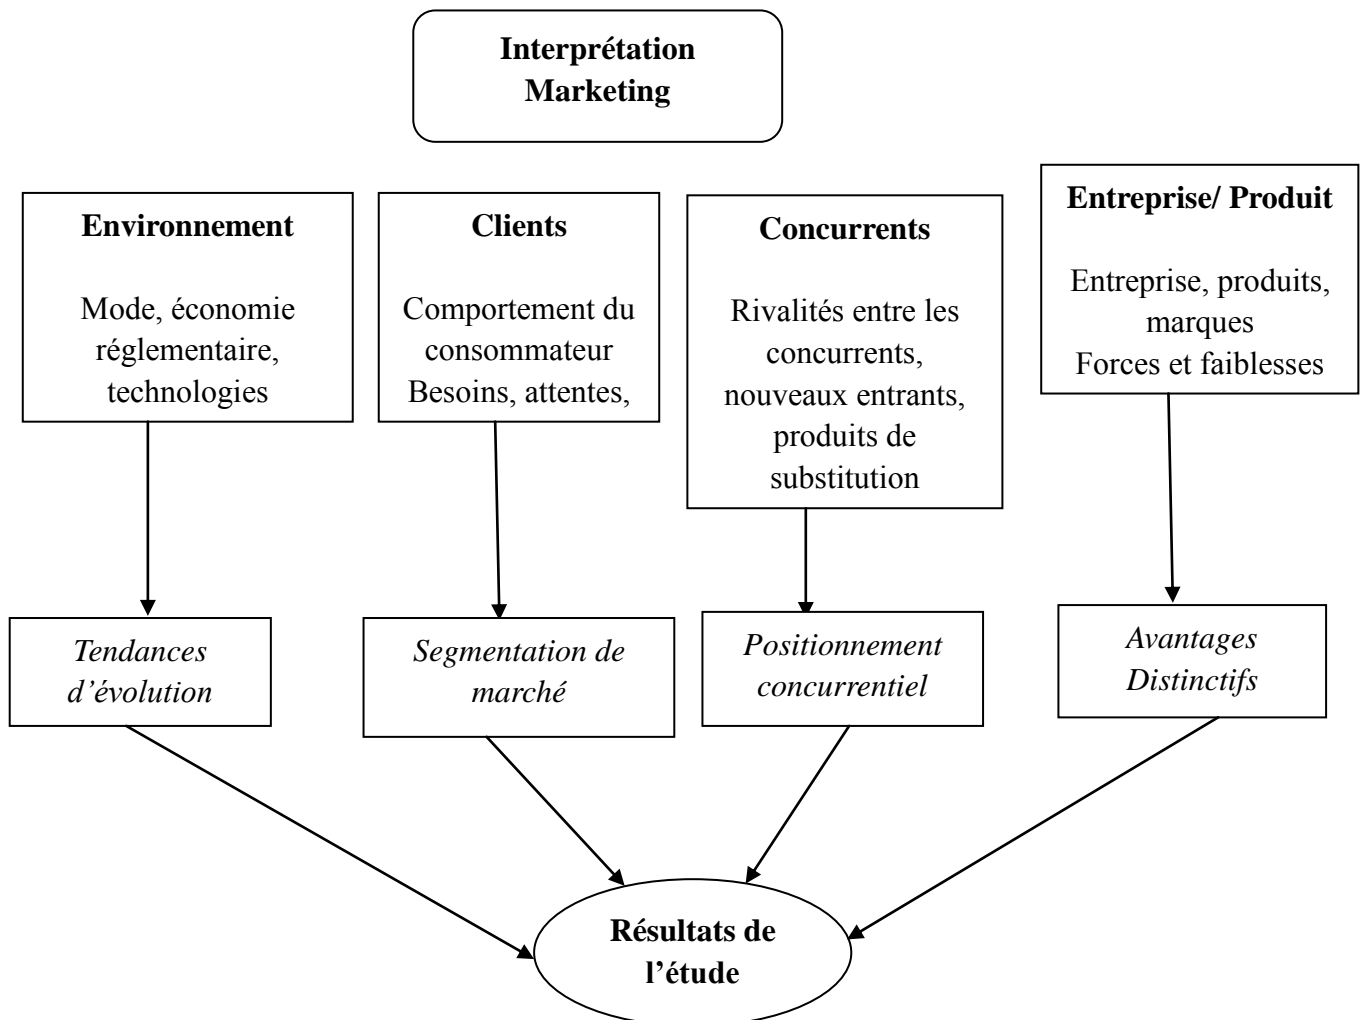 Interprétation
Marketing
Environnement
Mode, économie
réglementaire,
technologies
Clients
Comportement du
consommateur
Besoins, attentes,
Concurrents
Rivalités entre les
concurrents,
nouveaux entrants,
produits de
substitution
Entreprise/ Produit
Entreprise, produits,
marques
Forces et faiblesses
Tendances
d’évolution
Segmentation de
marché
Positionnement
concurrentiel
Avantages
Distinctifs
Résultats de
l’étude